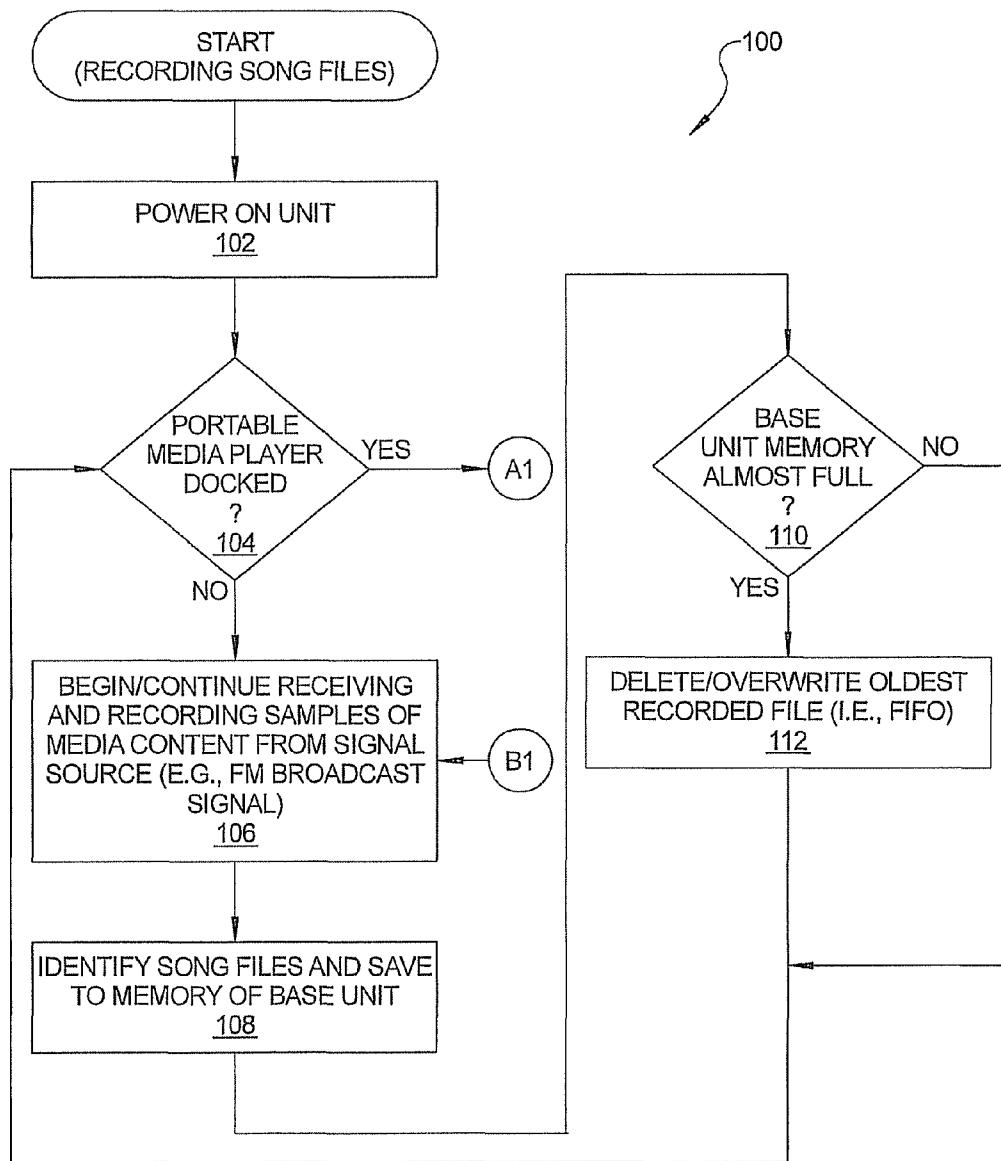 START
(RECORDING SONG FILES)
100
POWER ON UNIT
102
PORTABLE
MEDIA PLAYER
DOCKED
?
104
YES
A1
NO
BEGIN/CONTINUE RECEIVING
AND RECORDING SAMPLES OF
MEDIA CONTENT FROM SIGNAL
SOURCE (E.G., FM BROADCAST
SIGNAL)
106
B1
IDENTIFY SONG FILES AND SAVE
TO MEMORY OF BASE UNIT
108
BASE
UNIT MEMORY
ALMOST FULL
?
110
NO
YES
DELETE/OVERWRITE OLDEST
RECORDED FILE (I.E., FIFO)
112